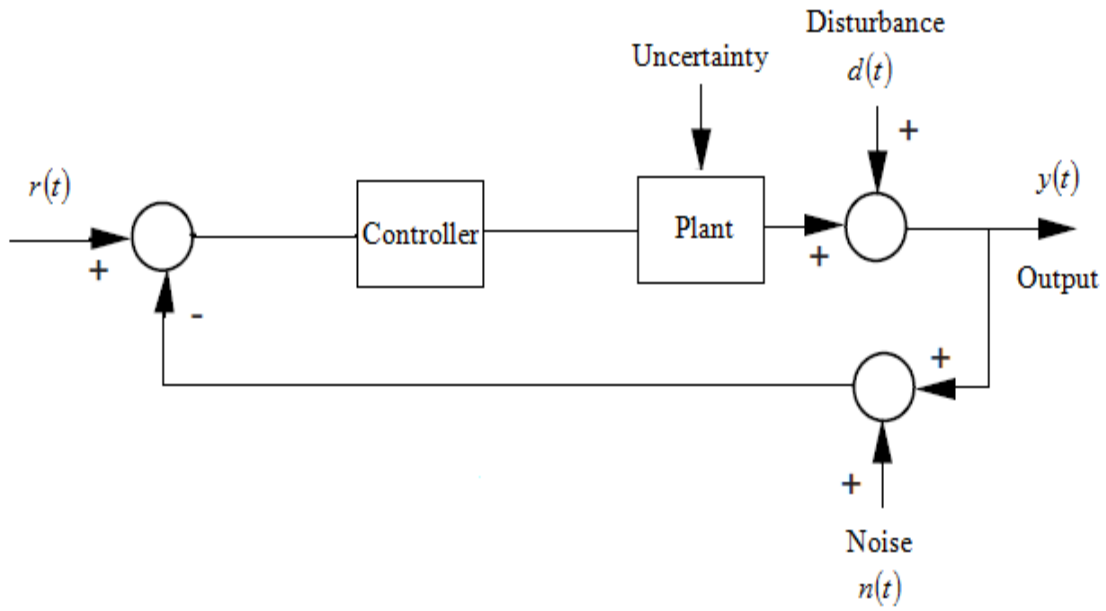 Disturbance
d(t)
Uncertainty
+
r(t)
y(t)
Controller
Plant
+
+
Output
-
+
+
Noise
n(t)